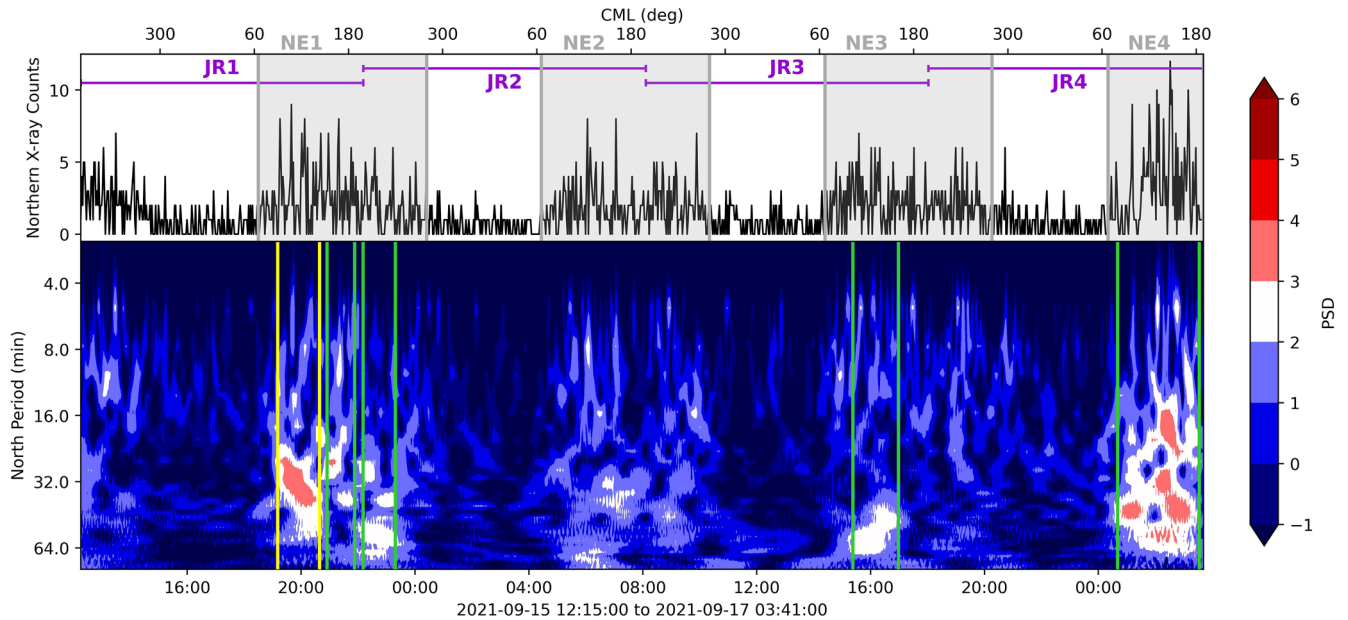 CML (deg)
300 60 180 300 60 180 300 60 180 300 60 180
NE1 NE2 NE3 NE4
JR1 JR2 JR3 JR4
Northern X-ray Counts
10
5
0
North Period (min)
4.0
8.0
16.0
32.0
64.0
16:00 20:00 00:00 04:00 08:00 12:00 16:00 20:00 00:00
2021-09-15 12:15:00 to 2021-09-17 03:41:00
6
5
4
3
2
1
0
−1
PSD